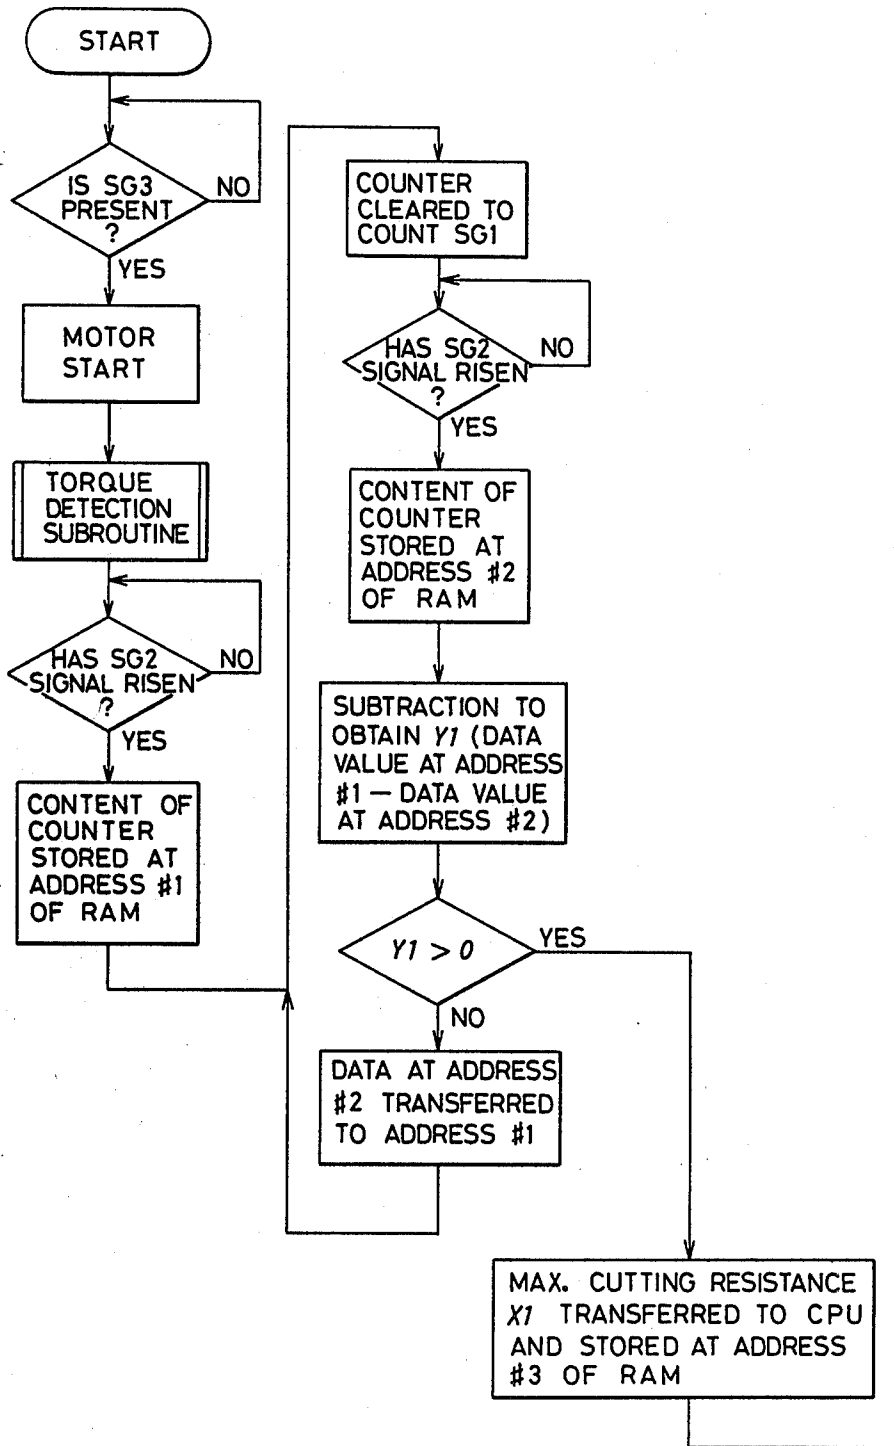 START
IS SG3
PRESENT
?
NO
YES
MOTOR
START
TORQUE
DETECTION
SUBROUTINE
HAS SG2
SIGNAL RISEN
?
NO
YES
CONTENT OF
COUNTER
STORED AT
ADDRESS #1
OF RAM
COUNTER
CLEARED TO
COUNT SG1
HAS SG2
SIGNAL RISEN
?
NO
YES
CONTENT OF
COUNTER
STORED AT
ADDRESS #2
OF RAM
SUBTRACTION TO
OBTAIN Y1 (DATA
VALUE AT ADDRESS
#1 — DATA VALUE
AT ADDRESS #2)
Y1 > 0
YES
NO
DATA AT ADDRESS
#2 TRANSFERRED
TO ADDRESS #1
MAX. CUTTING RESISTANCE
X1 TRANSFERRED TO CPU
AND STORED AT ADDRESS
#3 OF RAM